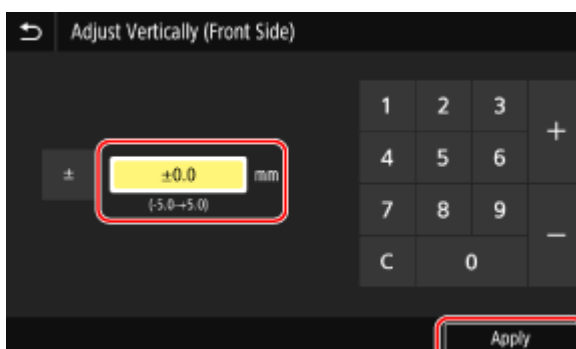 Adjust Vertically (Front Side)
1 2 3 +
4 5 6
± ±0.0 mm
(-5.0→5.0)
7 8 9 −
C 0
Apply